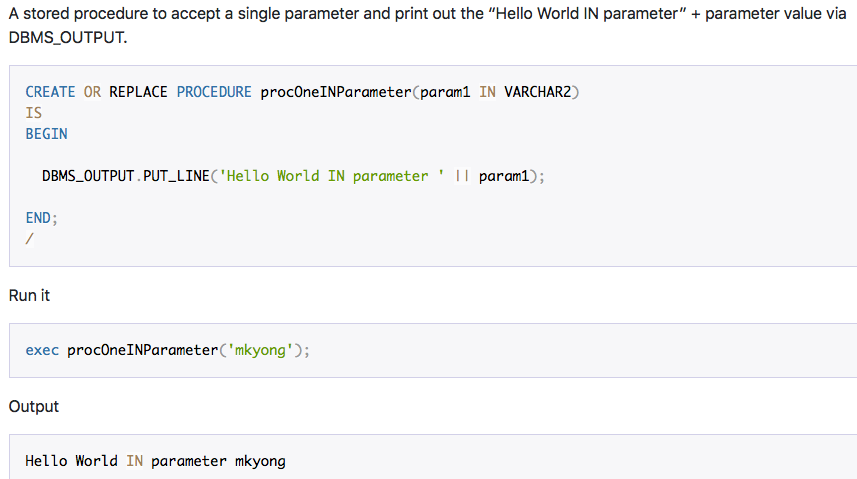 A stored procedure to accept a single parameter and print out the “Hello World IN parameter” + parameter value via
DBMS_OUTPUT.
CREATE OR REPLACE PROCEDURE procOneINParameter(param1 IN VARCHAR2)
IS
BEGIN
DBMS_OUTPUT.PUT_LINE('Hello World IN parameter ' || param1);
END;
/
Run it
exec procOneINParameter('mkyong');
Output
Hello World IN parameter mkyong